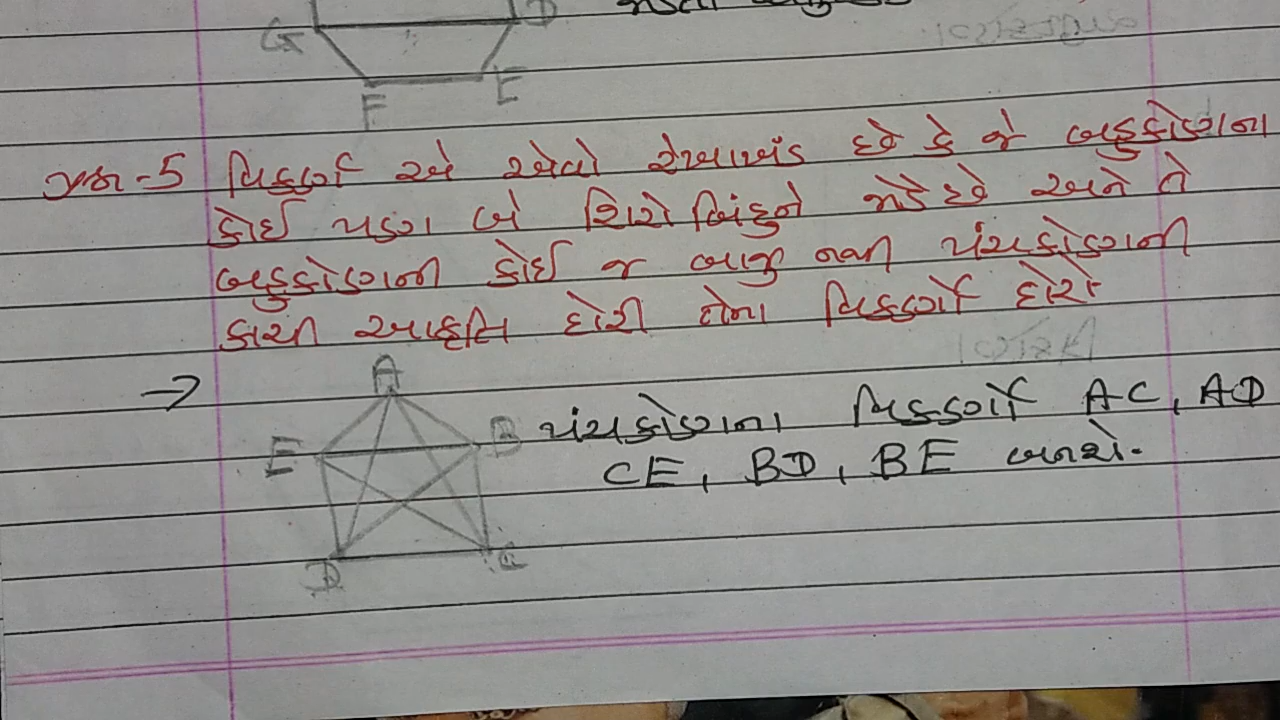 G
F E
પ્રશ્ન-5 વિકર્ણ એ એવો રેખાખંડ છે કે જે બહુકોણના
કોઈ પણ બે શિરોબિંદુને જોડે છે અને તે
બહુકોણની કોઈ જ બાજુ નથી પંચકોણની
કાચી આકૃતિ દોરી તેના વિકર્ણો દોરો
→ A
E B પંચકોણના વિકર્ણો AC, AD
CE, BD, BE બનશે.
D C